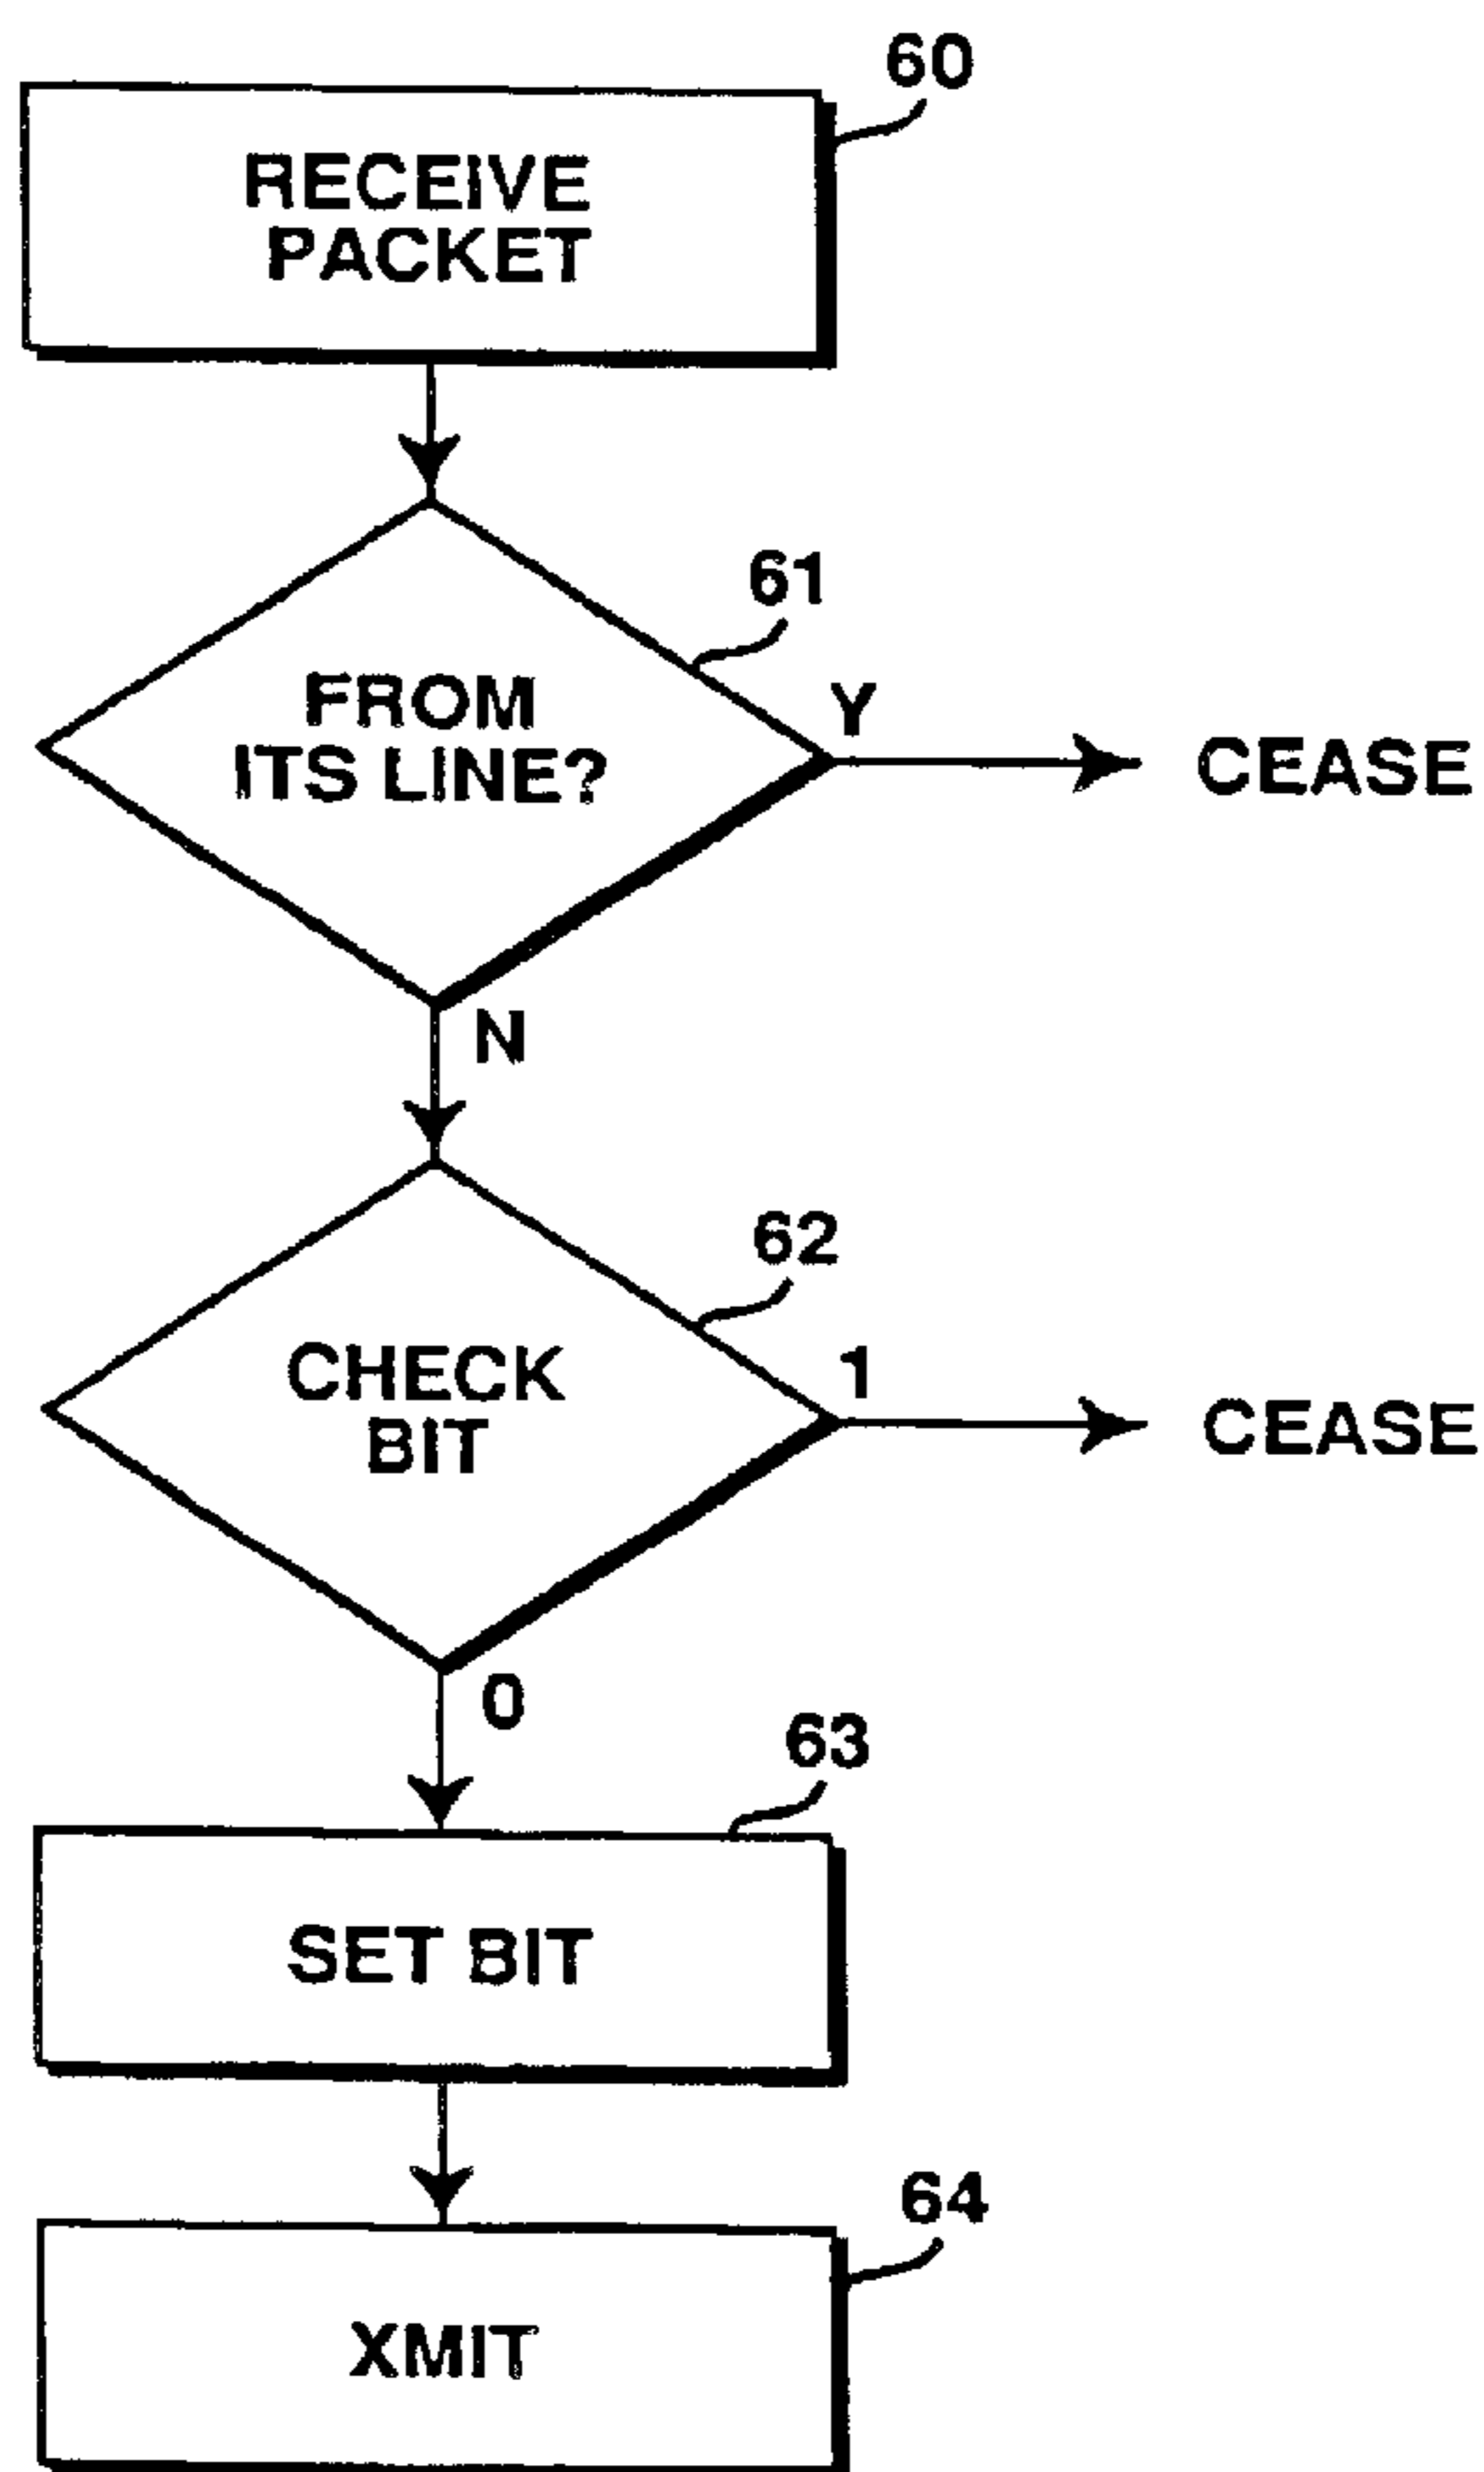 60
RECEIVE
PACKET
61
FROM
ITS LINE?
Y
CEASE
N
62
CHECK
BIT
1
CEASE
0
63
SET BIT
64
XMIT